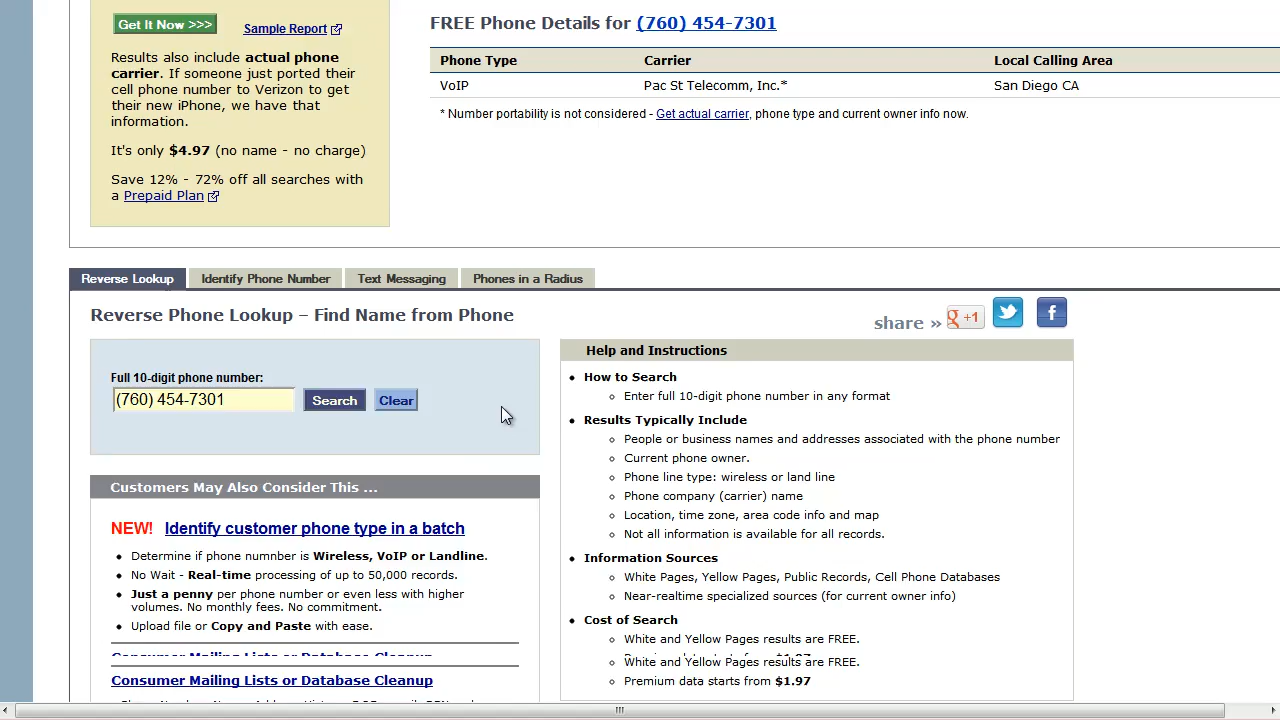 Get It Now >>>
Sample Report
Results also include actual phone
carrier. If someone just ported their
cell phone number to Verizon to get
their new iPhone, we have that
information.
It's only $4.97 (no name - no charge)
Save 12% - 72% off all searches with
a Prepaid Plan
FREE Phone Details for (760) 454-7301
Phone Type Carrier Local Calling Area
VoIP Pac St Telecomm, Inc.* San Diego CA
* Number portability is not considered - Get actual carrier, phone type and current owner info now.
Reverse Lookup Identify Phone Number Text Messaging Phones in a Radius
Reverse Phone Lookup – Find Name from Phone
share » g +1
Full 10-digit phone number:
(760) 454-7301 Search Clear
Customers May Also Consider This ...
NEW! Identify customer phone type in a batch
• Determine if phone numnber is Wireless, VoIP or Landline.
• No Wait - Real-time processing of up to 50,000 records.
• Just a penny per phone number or even less with higher
volumes. No monthly fees. No commitment.
• Upload file or Copy and Paste with ease.
Consumer Mailing Lists or Database Cleanup
Consumer Mailing Lists or Database Cleanup
Help and Instructions
• How to Search
Enter full 10-digit phone number in any format
• Results Typically Include
People or business names and addresses associated with the phone number
Current phone owner.
Phone line type: wireless or land line
Phone company (carrier) name
Location, time zone, area code info and map
Not all information is available for all records.
• Information Sources
White Pages, Yellow Pages, Public Records, Cell Phone Databases
Near-realtime specialized sources (for current owner info)
• Cost of Search
White and Yellow Pages results are FREE.
White and Yellow Pages results are FREE.
Premium data starts from $1.97